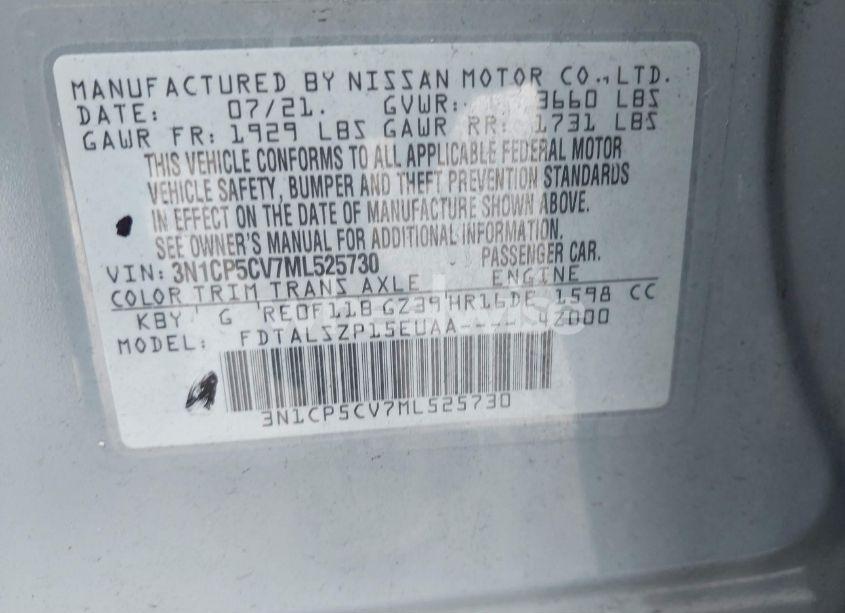 MANUFACTURED BY NISSAN MOTOR CO., LTD.
DATE: 07/21. GVWR: 3660 LBS
GAWR FR: 1929 LBS GAWR RR: 1731 LBS
THIS VEHICLE CONFORMS TO ALL APPLICABLE FEDERAL MOTOR
VEHICLE SAFETY, BUMPER AND THEFT PREVENTION STANDARDS
IN EFFECT ON THE DATE OF MANUFACTURE SHOWN ABOVE.
SEE OWNER'S MANUAL FOR ADDITIONAL INFORMATION.
VIN: 3N1CP5CV7ML525730 PASSENGER CAR.
COLOR TRIM TRANS AXLE ENGINE
KBY G RE0F11B GZ39 HR16DE 1598 CC
MODEL: FDTALSZP15EUAA----4Z000
3N1CP5CV7ML525730